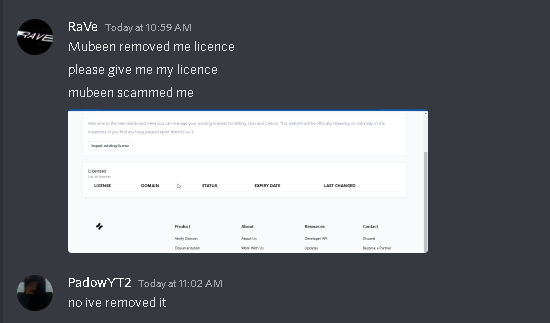 RaVe Today at 10:59 AM
Mubeen removed me licence
please give me my licence
mubeen scammed me
Welcome to the new dashboard! Here you can manage your existing licenses for Billing, Unix and Carbon. This website will be officially releasing on Saturday, in the
meantime if you find any bugs please report them to us :)
Import existing license
Licenses
List of licenses
LICENSE DOMAIN STATUS EXPIRY DATE LAST CHANGED
Product About Resources Contact
Verify Domain About Us Developer API Discord
Documentation Work With Us Updates Become a Partner
PadowYT2 Today at 11:02 AM
no ive removed it